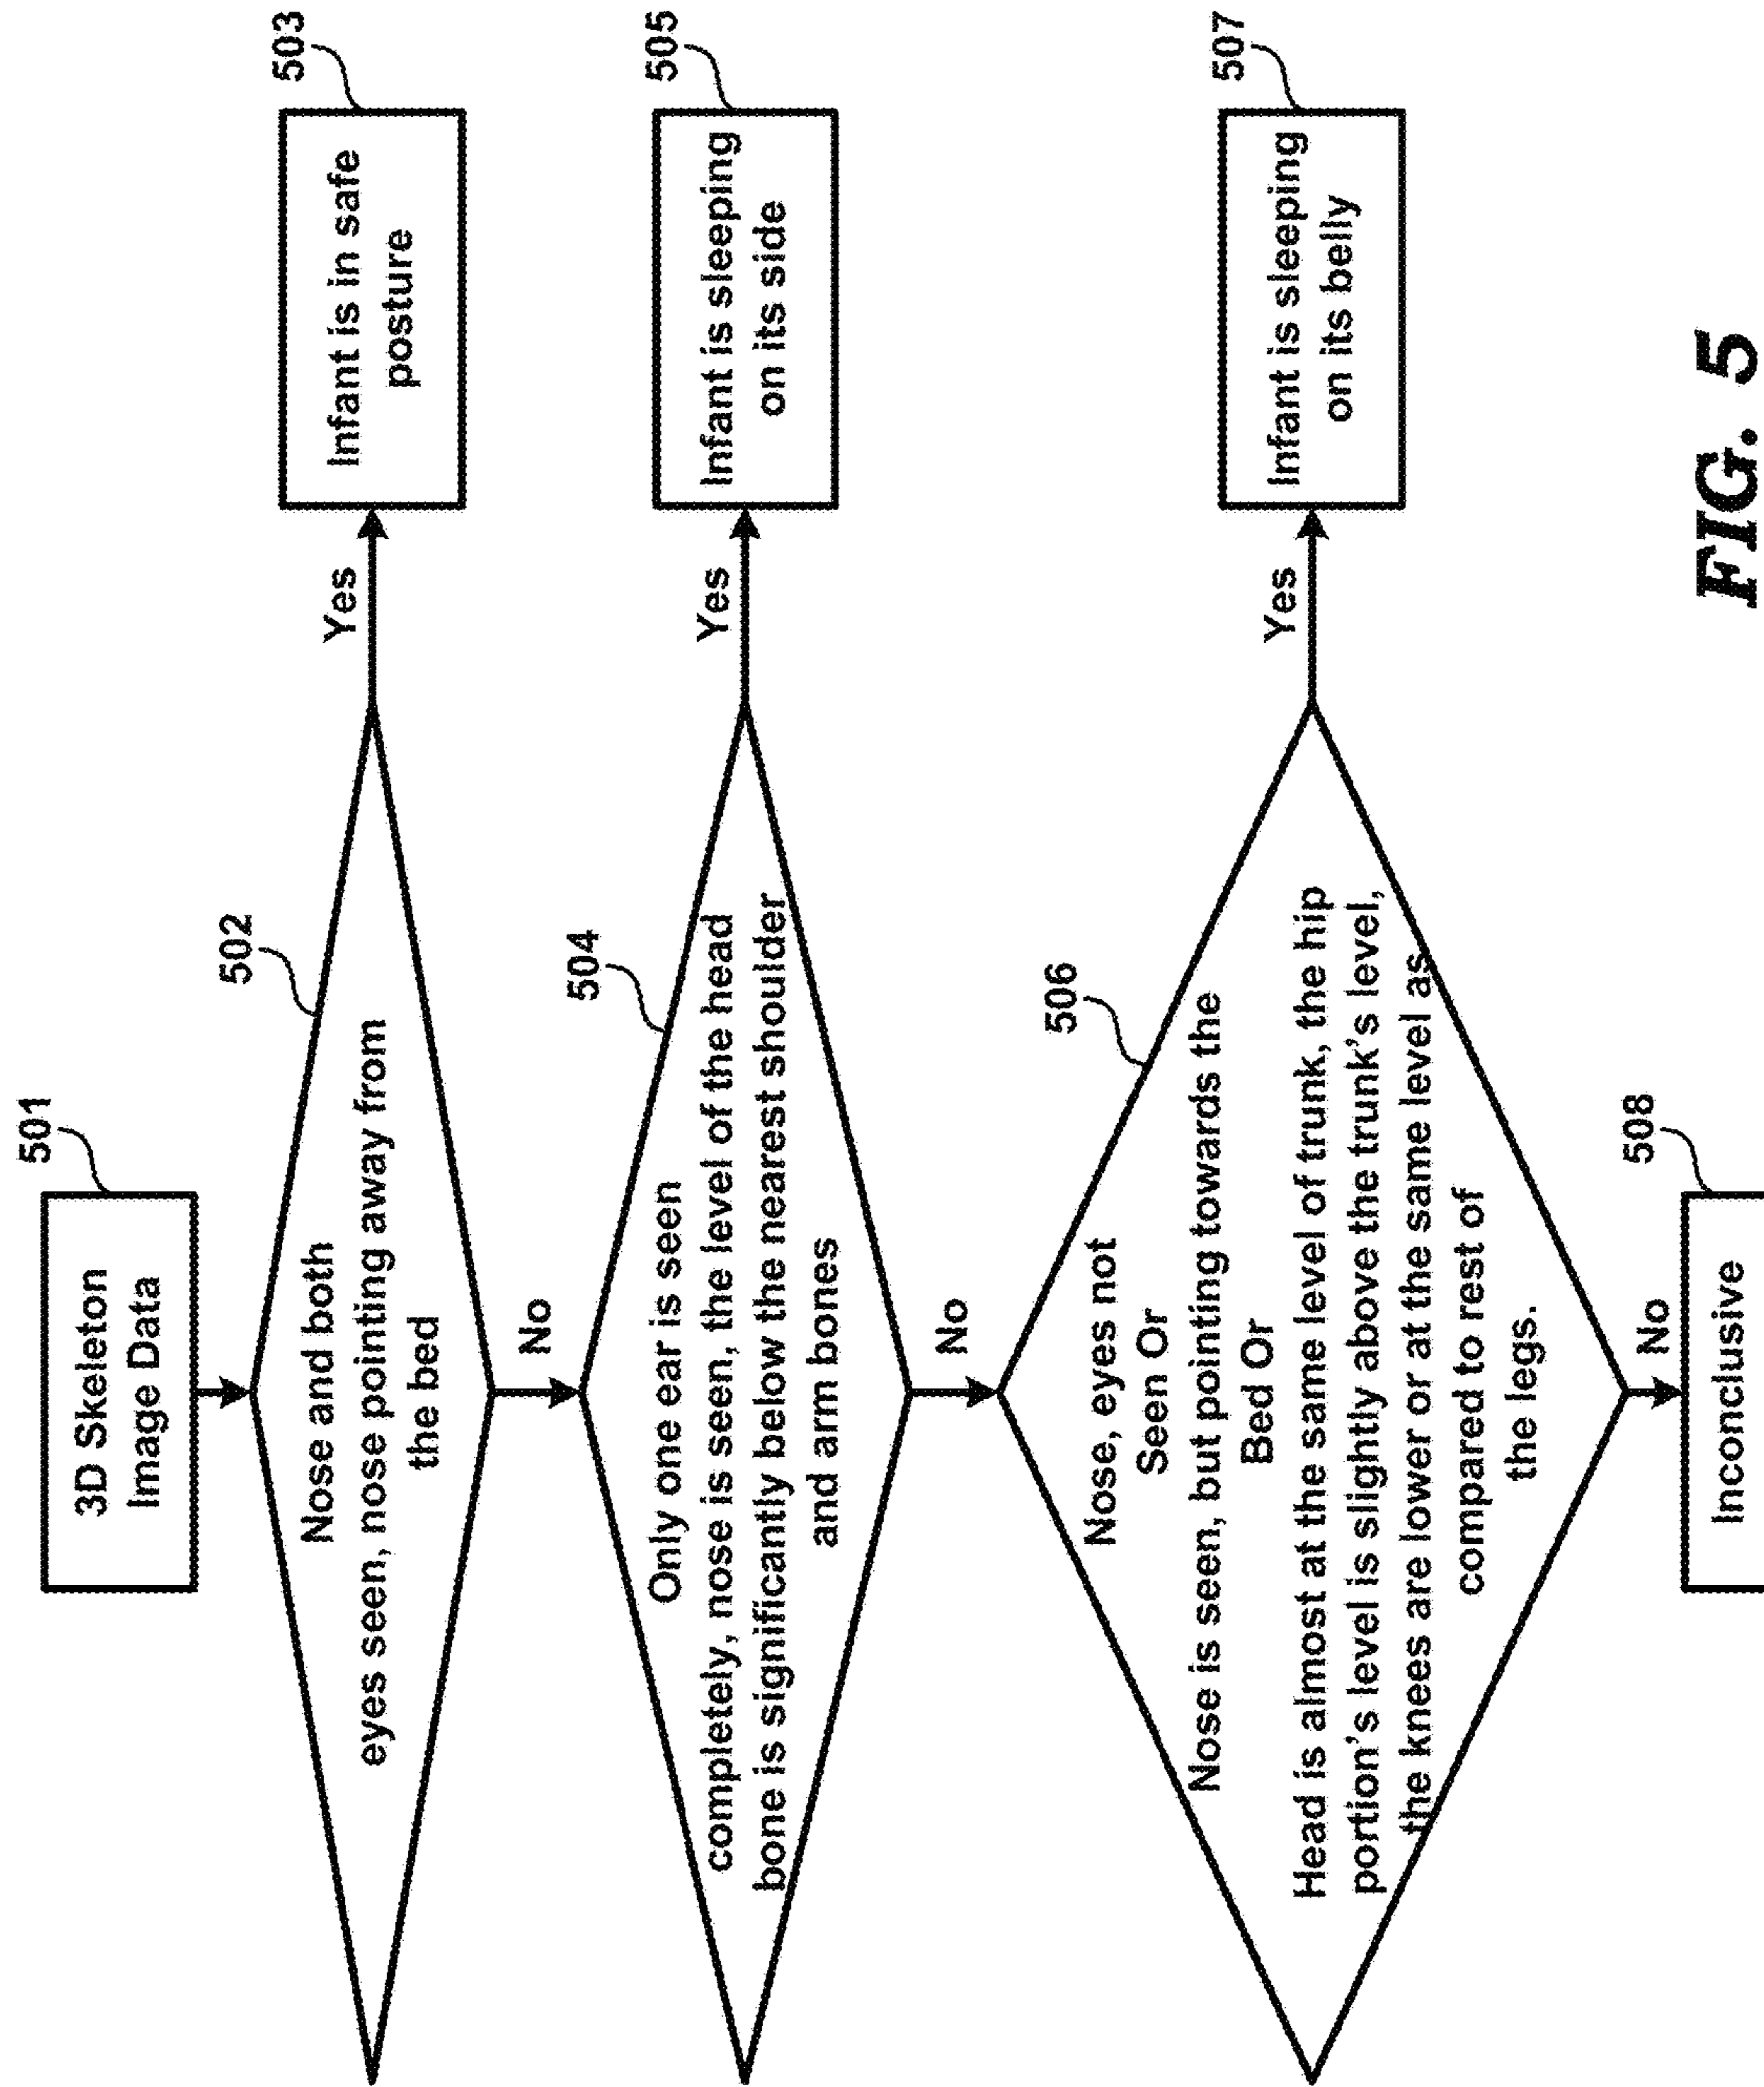 501
3D Skeleton
Image Data
502
Nose and both
eyes seen, nose pointing away from
the bed
Yes
503
Infant is in safe
posture
No
504
Only one ear is seen
completely, nose is seen, the level of the head
bone is significantly below the nearest shoulder
and arm bones
Yes
505
Infant is sleeping
on its side
No
506
Nose, eyes not
Seen Or
Nose is seen, but pointing towards the
Bed Or
Head is almost at the same level of trunk, the hip
portion's level is slightly above the trunk's level,
the knees are lower or at the same level as
compared to rest of
the legs.
Yes
507
Infant is sleeping
on its belly
No
508
Inconclusive
FIG. 5